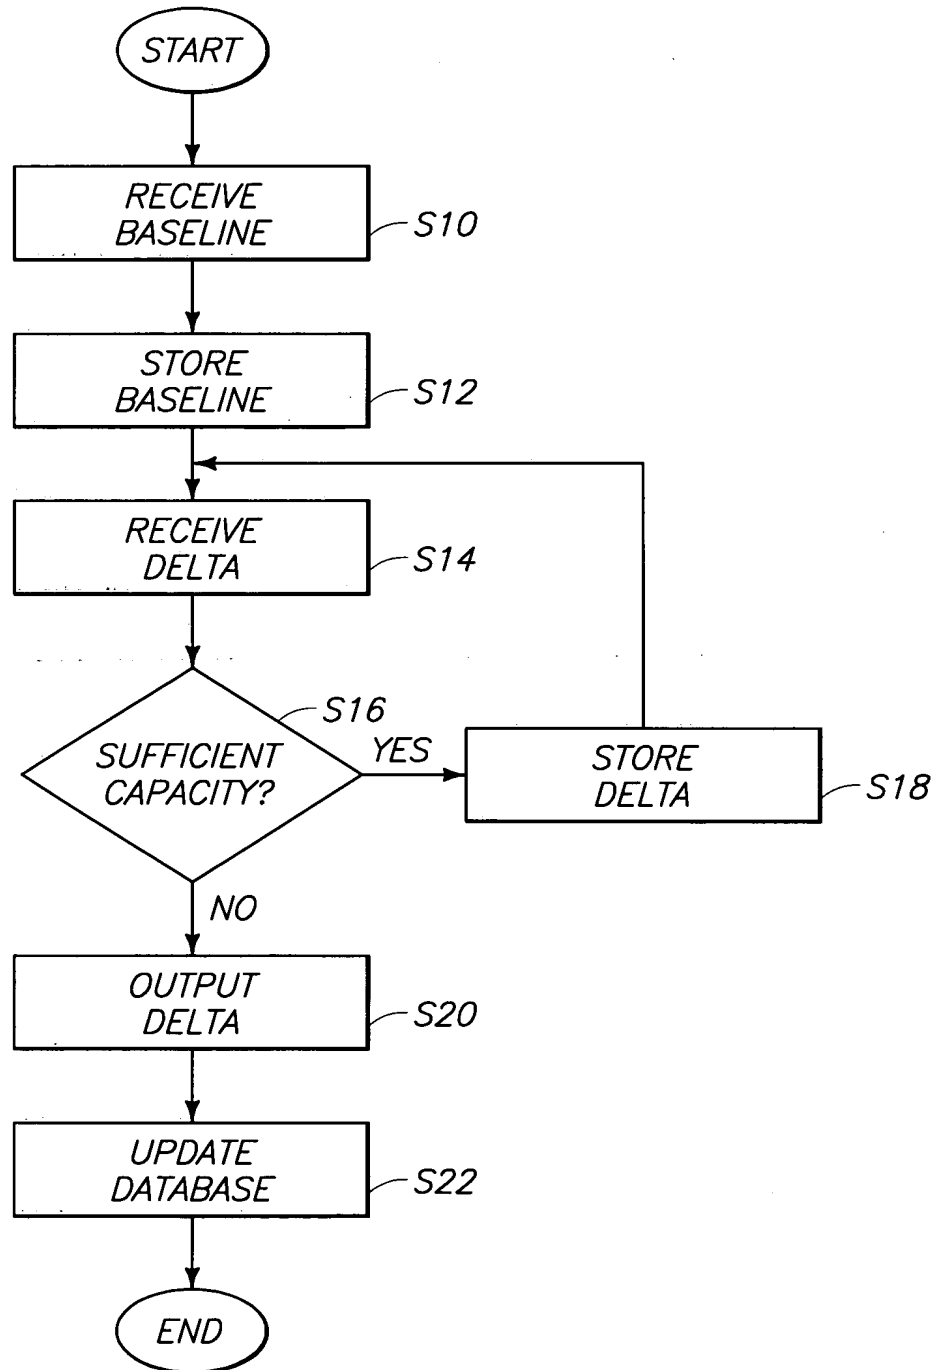 START
RECEIVE
BASELINE
S10
STORE
BASELINE
S12
RECEIVE
DELTA
S14
S16
SUFFICIENT
CAPACITY?
YES
STORE
DELTA
S18
NO
OUTPUT
DELTA
S20
UPDATE
DATABASE
S22
END